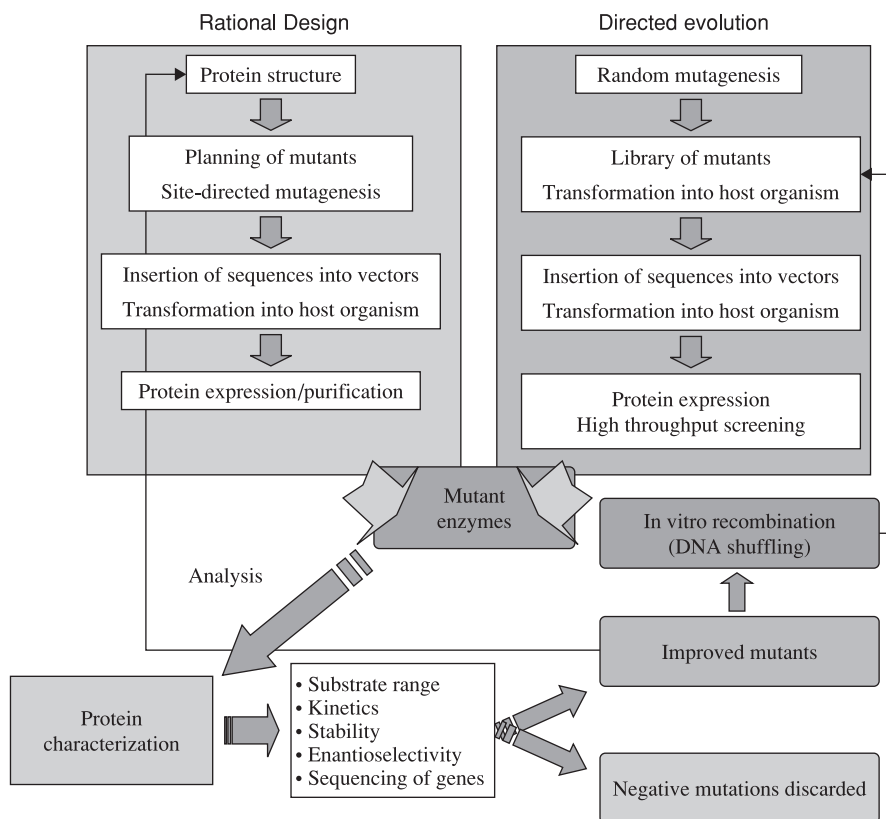 Rational Design
Protein structure
Planning of mutants
Site-directed mutagenesis
Insertion of sequences into vectors
Transformation into host organism
Protein expression/purification
Directed evolution
Random mutagenesis
Library of mutants
Transformation into host organism
Insertion of sequences into vectors
Transformation into host organism
Protein expression
High throughput screening
Mutant
enzymes
In vitro recombination
(DNA shuffling)
Analysis
Improved mutants
Protein
characterization
• Substrate range
• Kinetics
• Stability
• Enantioselectivity
• Sequencing of genes
Negative mutations discarded